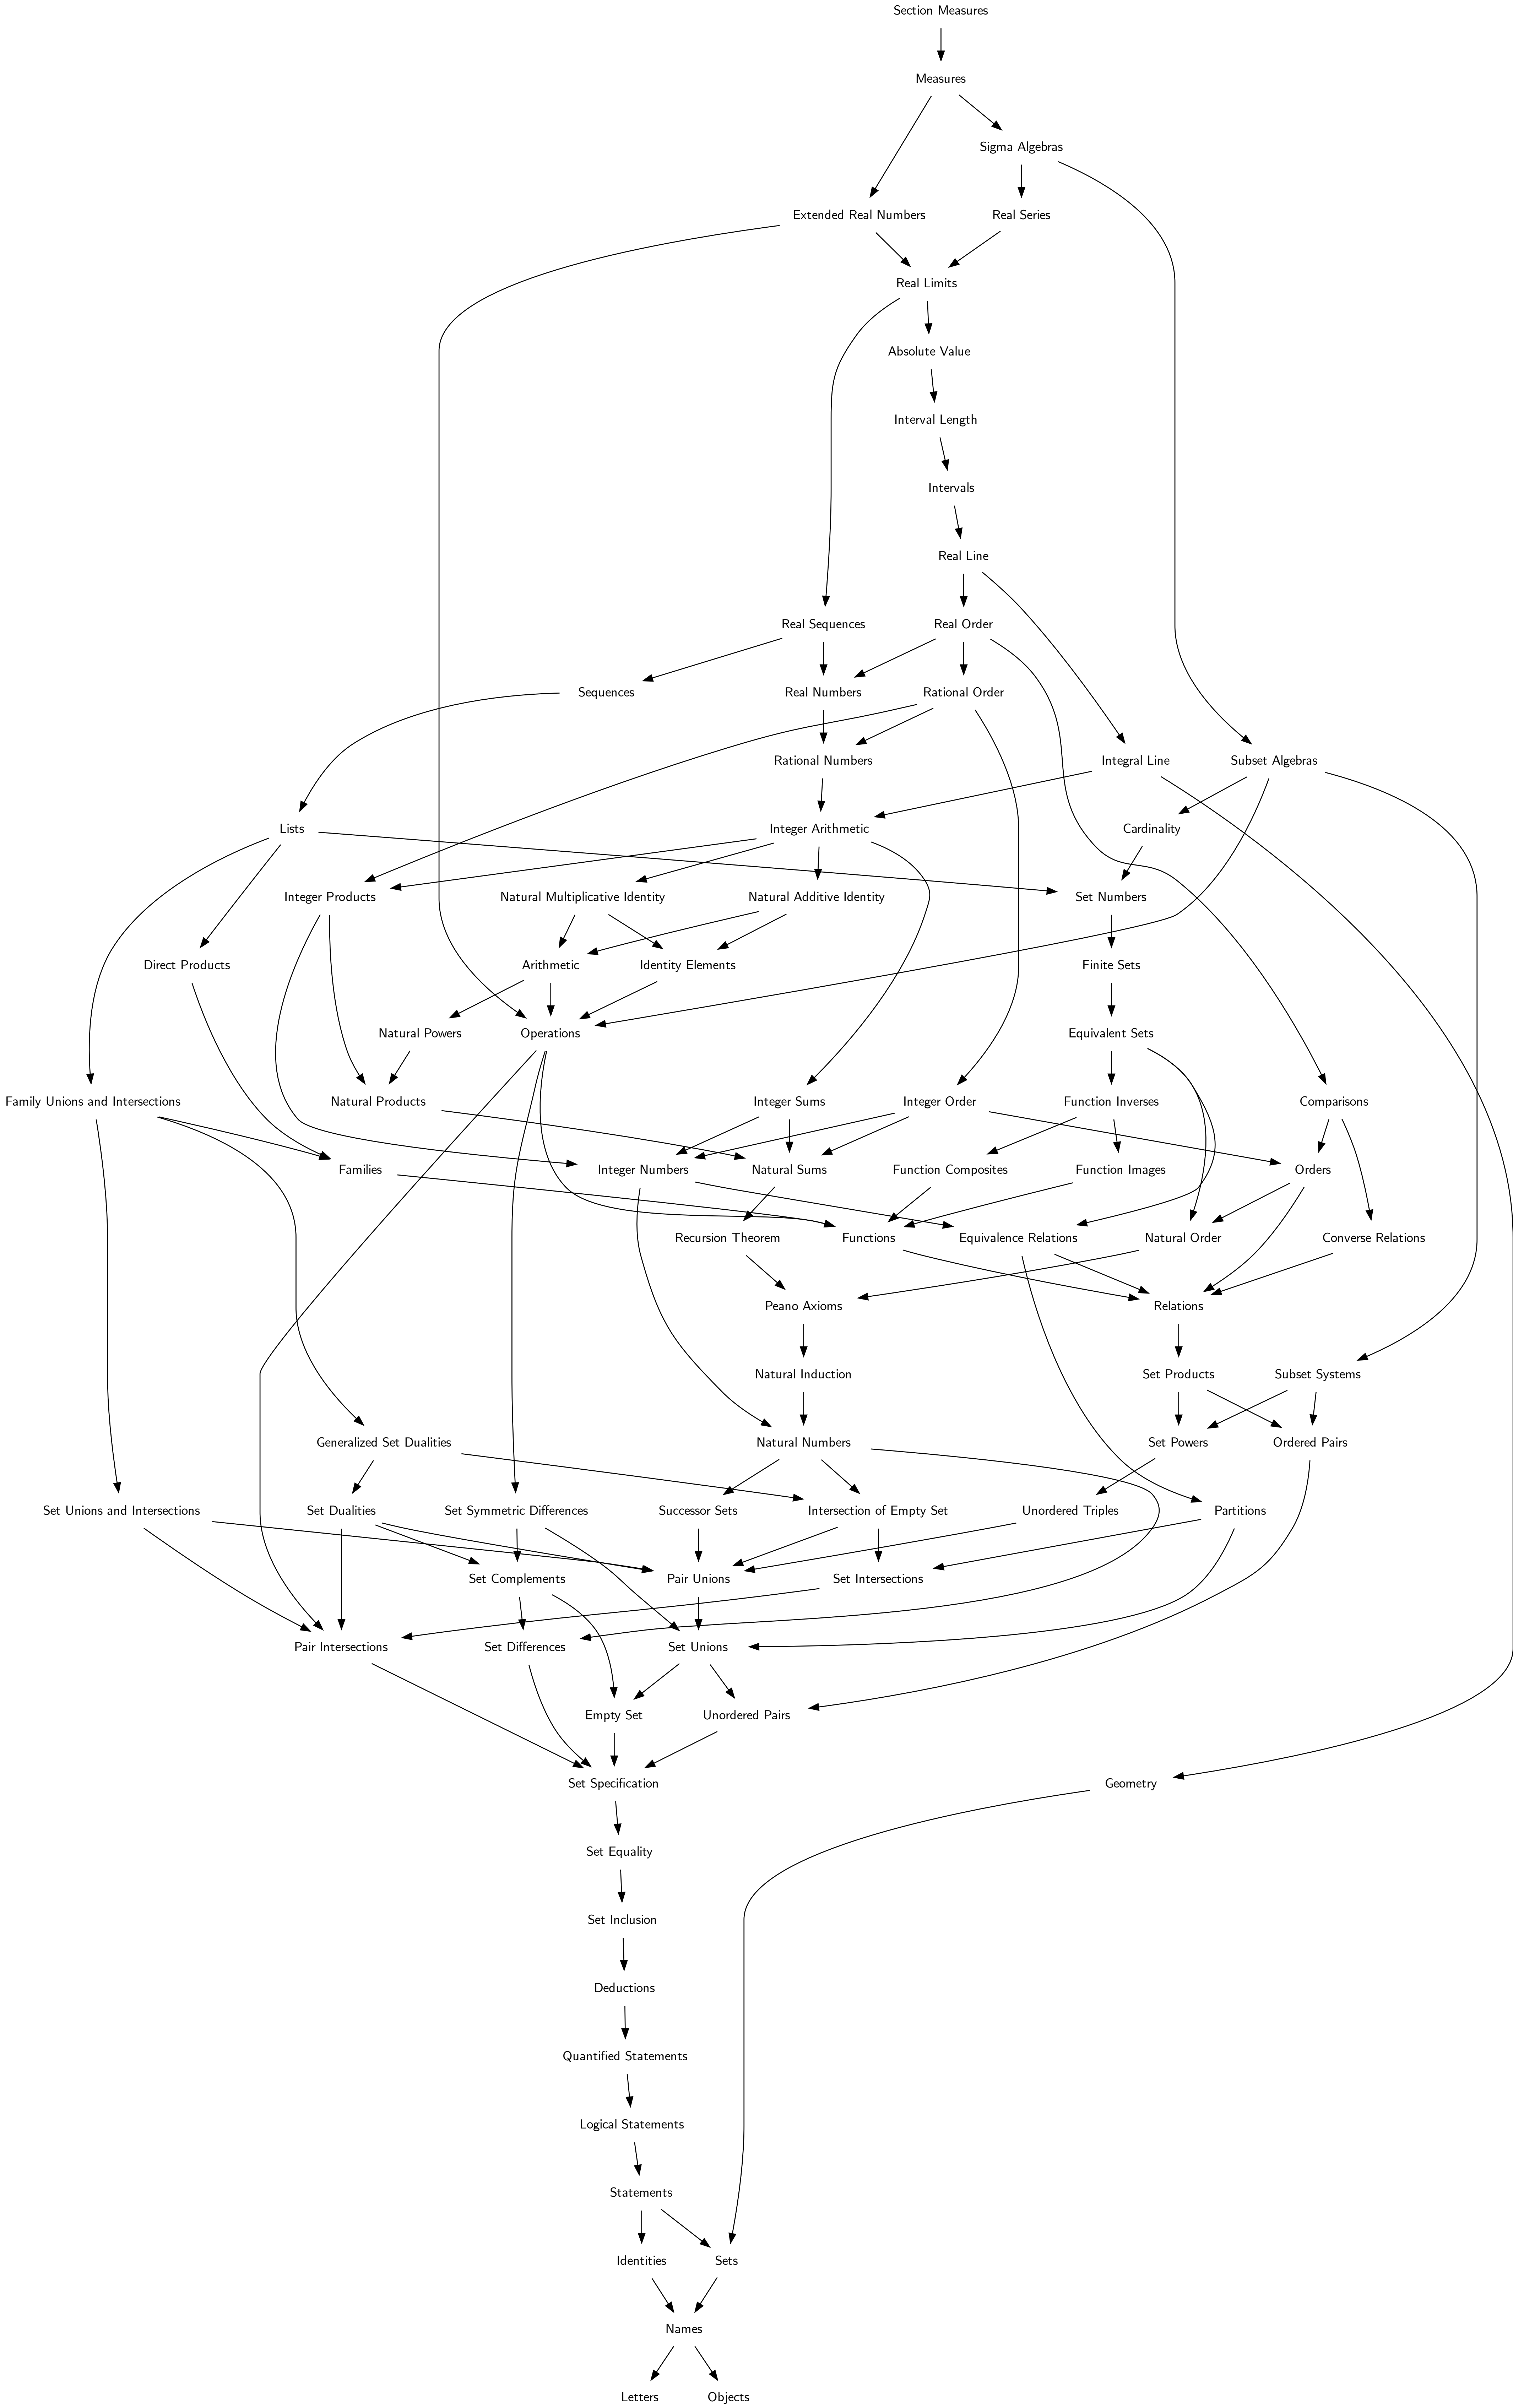 Section Measures
Measures
Sigma Algebras
Extended Real Numbers
Real Series
Real Limits
Absolute Value
Interval Length
Intervals
Real Line
Real Sequences
Real Order
Sequences
Real Numbers
Rational Order
Rational Numbers
Integral Line
Subset Algebras
Lists
Integer Arithmetic
Cardinality
Integer Products
Natural Multiplicative Identity
Natural Additive Identity
Set Numbers
Direct Products
Arithmetic
Identity Elements
Finite Sets
Natural Powers
Operations
Equivalent Sets
Family Unions and Intersections
Natural Products
Integer Sums
Integer Order
Function Inverses
Comparisons
Families
Integer Numbers
Natural Sums
Function Composites
Function Images
Orders
Recursion Theorem
Functions
Equivalence Relations
Natural Order
Converse Relations
Peano Axioms
Relations
Natural Induction
Set Products
Subset Systems
Generalized Set Dualities
Natural Numbers
Set Powers
Ordered Pairs
Set Unions and Intersections
Set Dualities
Set Symmetric Differences
Successor Sets
Intersection of Empty Set
Unordered Triples
Partitions
Set Complements
Pair Unions
Set Intersections
Pair Intersections
Set Differences
Set Unions
Empty Set
Unordered Pairs
Set Specification
Geometry
Set Equality
Set Inclusion
Deductions
Quantified Statements
Logical Statements
Statements
Identities
Sets
Names
Letters
Objects